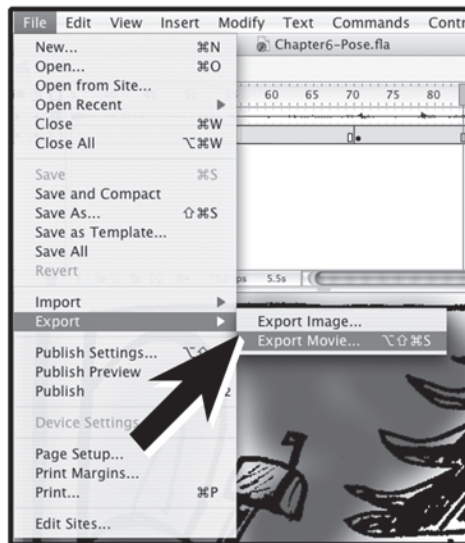 File Edit View Insert Modify Text Commands Contr
New... ⌘N
Chapter6-Pose.fla
Open... ⌘O
Open from Site...
Open Recent ▶
60 65 70 75 80
Close ⌘W
Close All ⌥⌘W
Save ⌘S
Save and Compact
Save As... ⇧⌘S
Save as Template...
Save All
Revert
ps 5.5s
Import ▶
Export ▶
Export Image...
Export Movie... ⌥⇧⌘S
Publish Settings... ⌥⇧
Publish Preview
Publish
Device Settings
Page Setup...
Print Margins...
Print... ⌘P
Edit Sites...